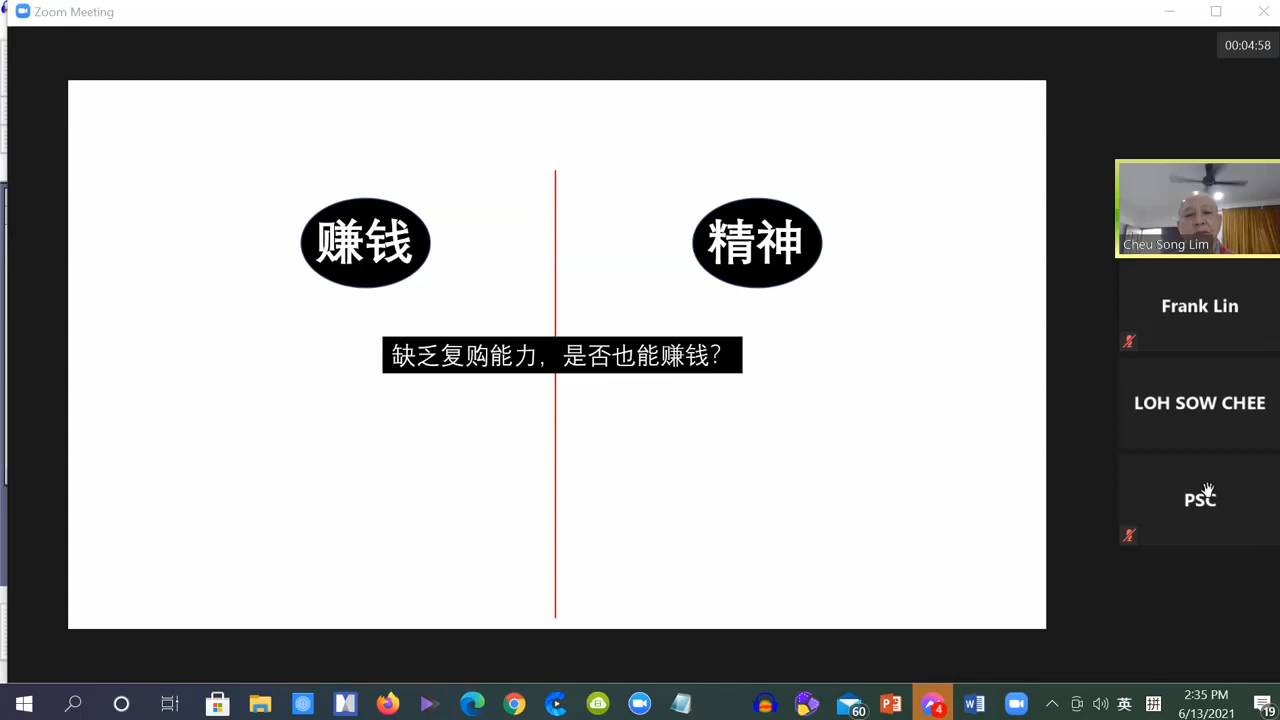 Zoom Meeting
00:04:58
赚钱
精神
缺乏复购能力，是否也能赚钱?
Cheu Song Lim
Frank Lin
LOH SOW CHEE
PSC
60
4
英
拼
2:35 PM
6/13/2021
19